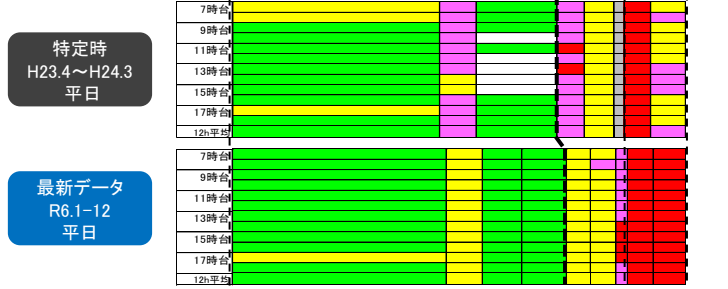 特定時
H23.4～H24.3
平日
7時台
9時台
11時台
13時台
15時台
17時台
12h平均
最新データ
R6.1-12
平日
7時台
9時台
11時台
13時台
15時台
17時台
12h平均